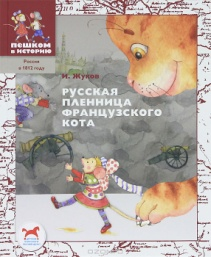 ПЕШКОМ
В ИСТОРИЮ
Россия
в 1812 году
И. Жуков
РУССКАЯ
ПЛЕННИЦА
ФРАНЦУЗСКОГО
КОТА